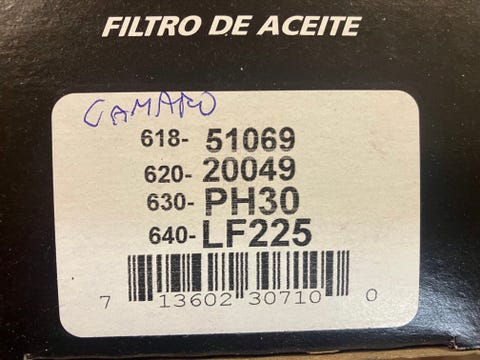 FILTRO DE ACEITE
CAMARO
618- 51069
620- 20049
630- PH30
640- LF225
7 13602 30710 0